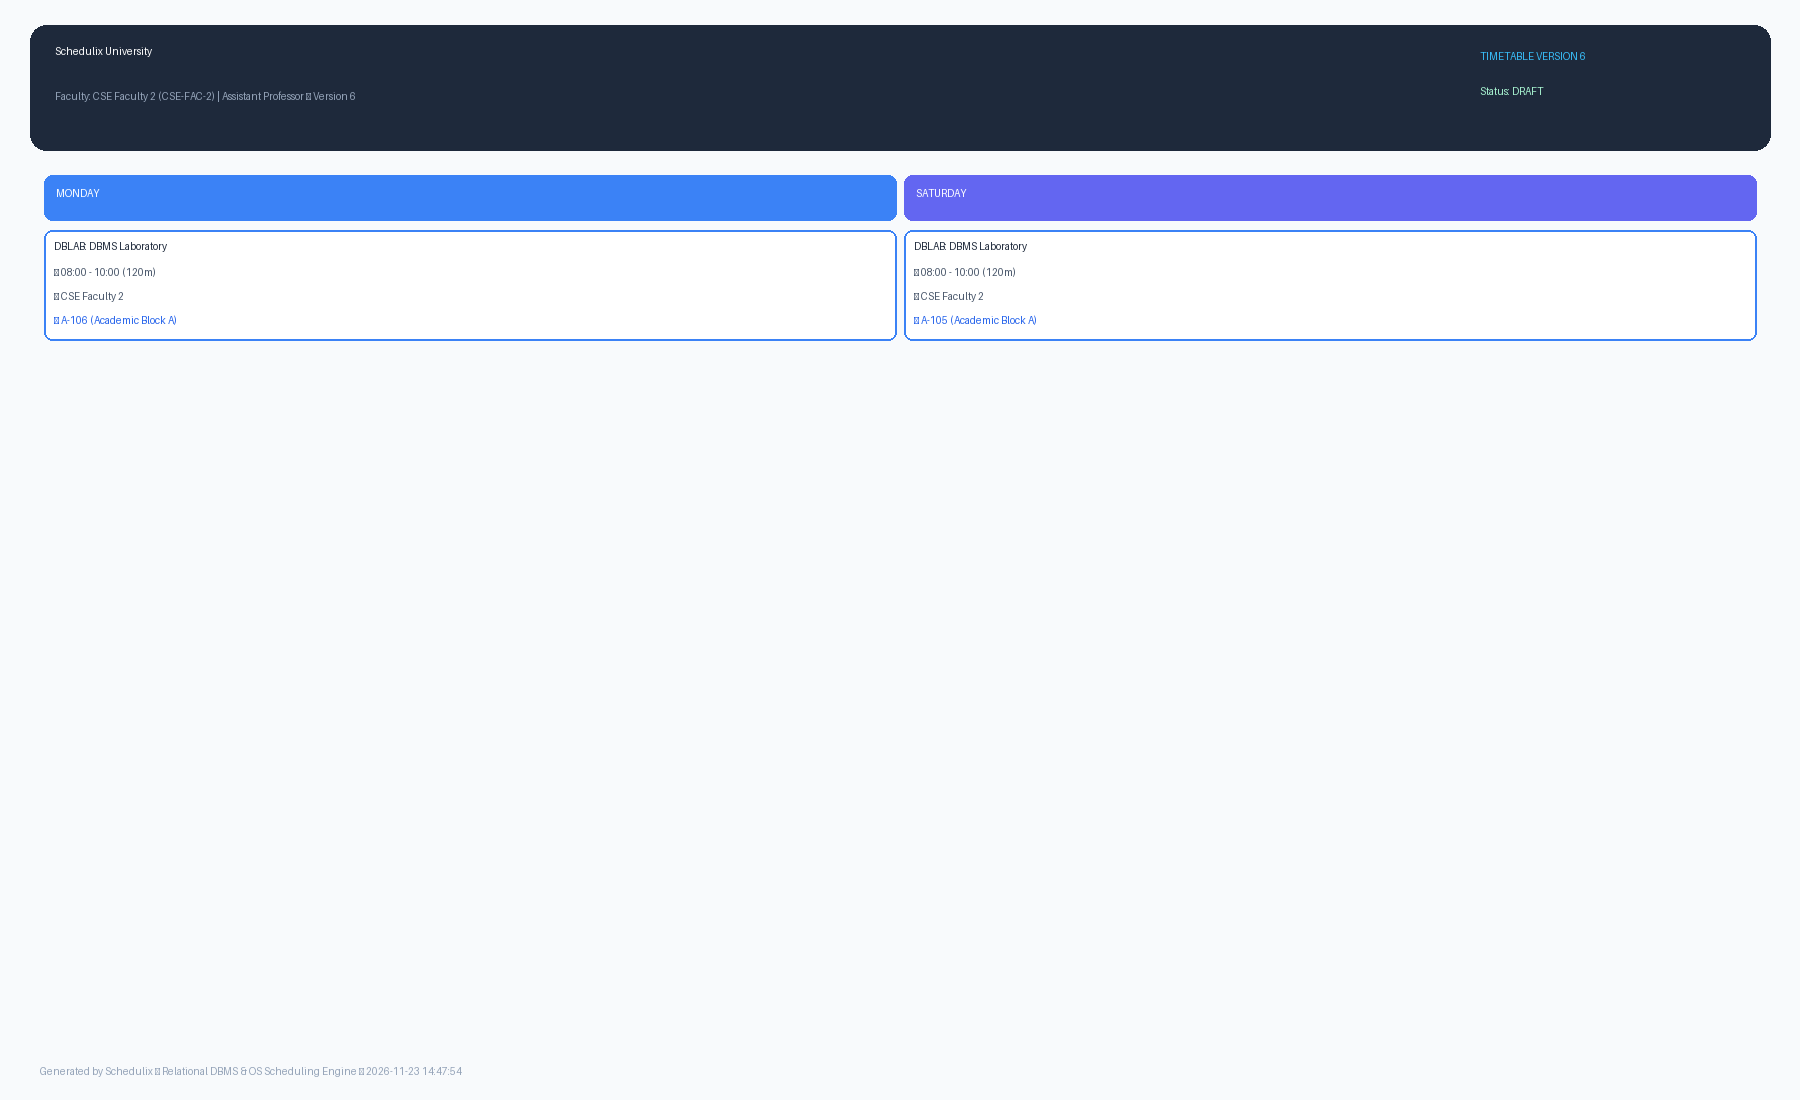 Schedulix University
TIMETABLE VERSION 6
Faculty: CSE Faculty 2 (CSE-FAC-2) | Assistant Professor ▯ Version 6
Status: DRAFT
MONDAY
DBLAB: DBMS Laboratory
▯ 08:00 - 10:00 (120m)
▯ CSE Faculty 2
▯ A-106 (Academic Block A)
SATURDAY
DBLAB: DBMS Laboratory
▯ 08:00 - 10:00 (120m)
▯ CSE Faculty 2
▯ A-105 (Academic Block A)
Generated by Schedulix ▯ Relational DBMS & OS Scheduling Engine ▯ 2026-11-23 14:47:54